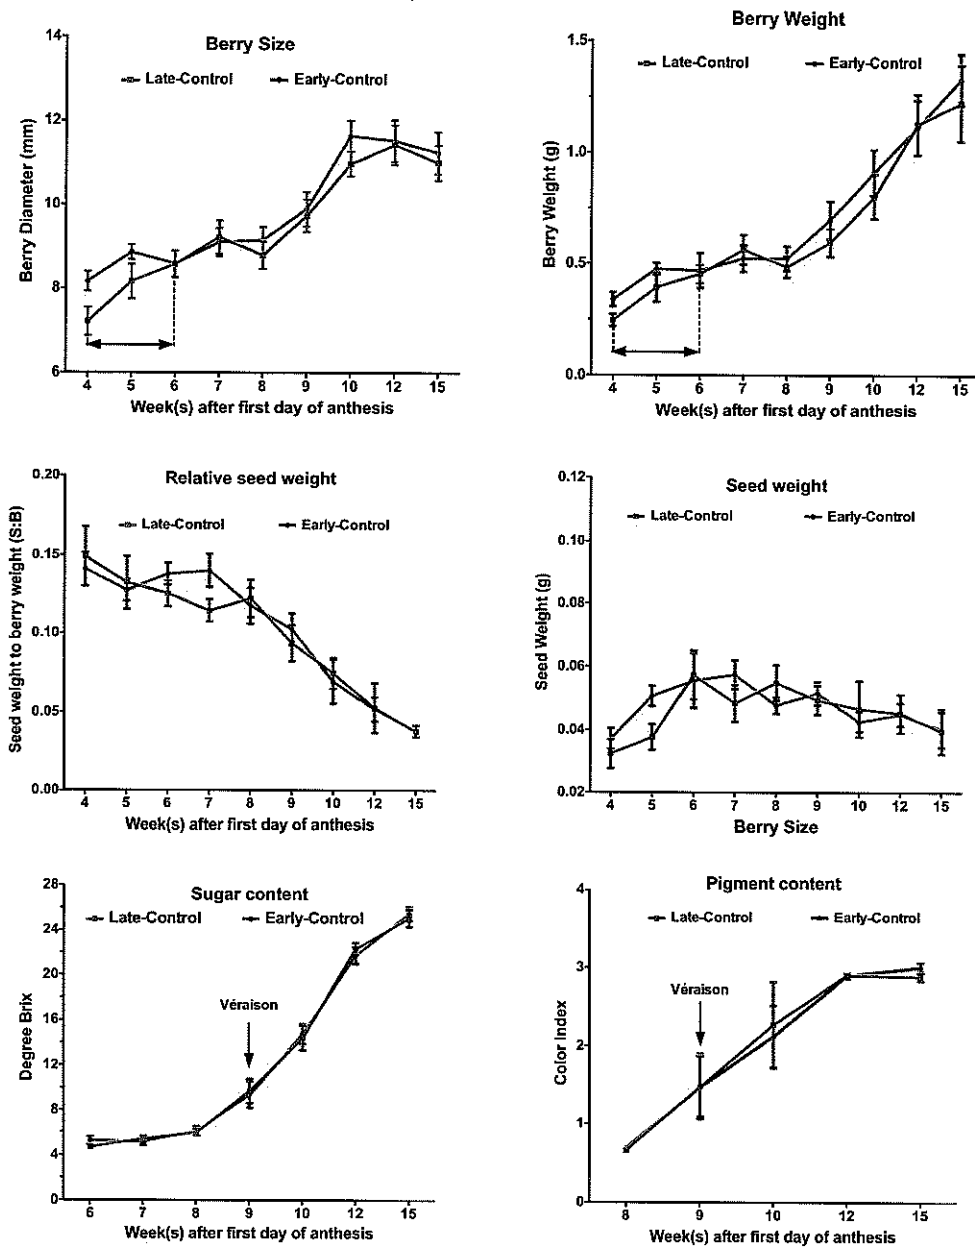 Berry Size
Late-Control
Early-Control
Berry Diameter (mm)
14
12
10
8
6
4
5
6
7
8
9
10
12
15
Week(s) after first day of anthesis
Berry Weight
Late-Control
Early-Control
Berry Weight (g)
1.5
1.0
0.5
0.0
4
5
6
7
8
9
10
12
15
Week(s) after first day of anthesis
Relative seed weight
Late-Control
Early-Control
Seed weight to berry weight (S:B)
0.20
0.15
0.10
0.05
0.00
4
5
6
7
8
9
10
12
15
Week(s) after first day of anthesis
Seed weight
Late-Control
Early-Control
Seed Weight (g)
0.12
0.10
0.08
0.06
0.04
0.02
4
5
6
7
8
9
10
12
15
Berry Size
Sugar content
Late-Control
Early-Control
Véraison
Degree Brix
28
24
20
16
12
8
4
0
6
7
8
9
10
12
15
Week(s) after first day of anthesis
Pigment content
Late-Control
Early-Control
Véraison
Color Index
4
3
2
1
0
8
9
10
12
15
Week(s) after first day of anthesis